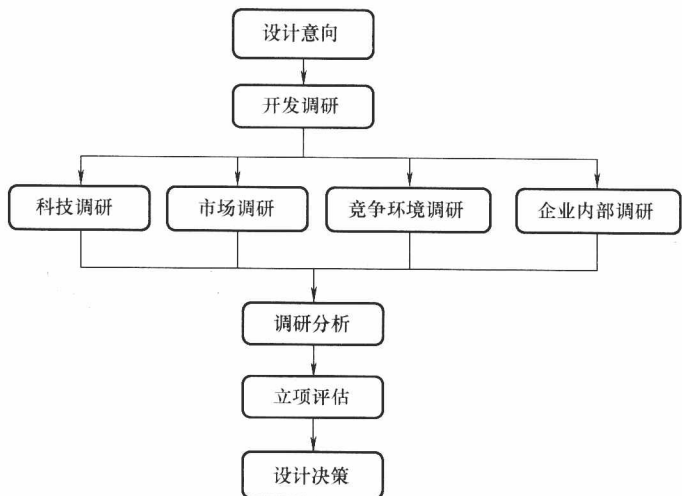 设计意向
开发调研
科技调研
市场调研
竞争环境调研
企业内部调研
调研分析
立项评估
设计决策